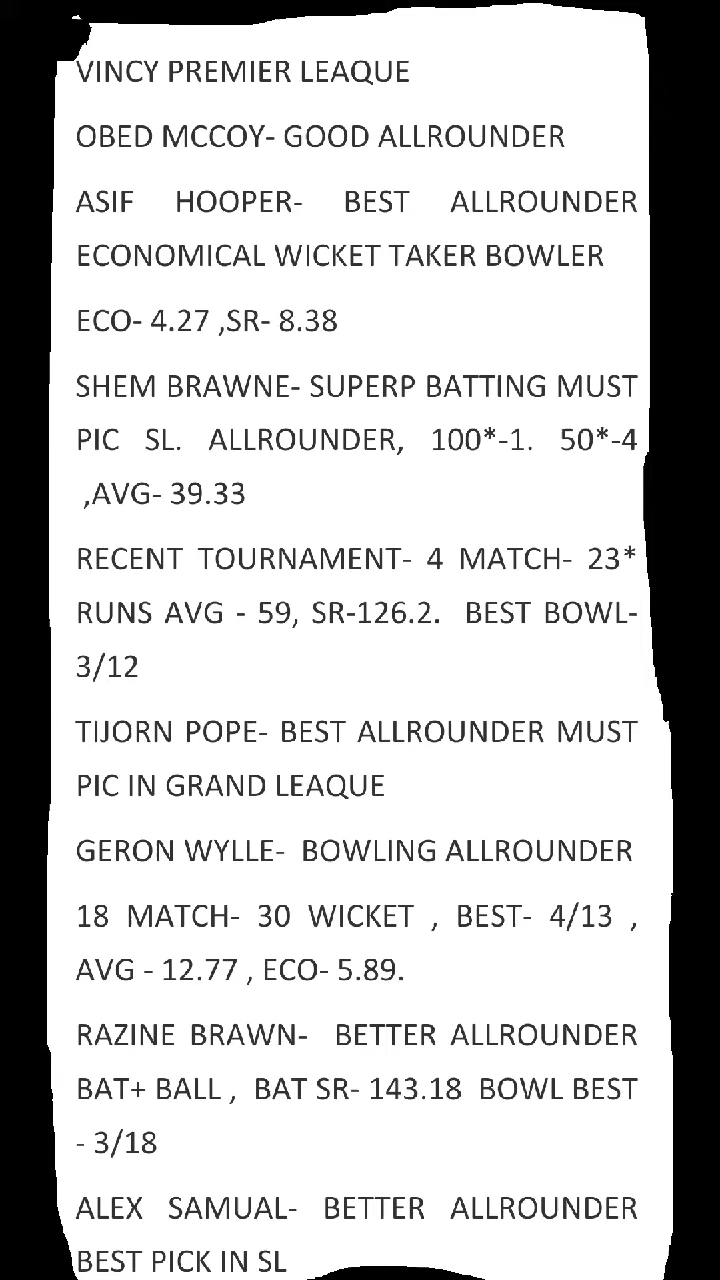 VINCY PREMIER LEAQUE
OBED MCCOY- GOOD ALLROUNDER
ASIF HOOPER- BEST ALLROUNDER
ECONOMICAL WICKET TAKER BOWLER
ECO- 4.27 ,SR- 8.38
SHEM BRAWNE- SUPERP BATTING MUST
PIC SL. ALLROUNDER, 100*-1. 50*-4
,AVG- 39.33
RECENT TOURNAMENT- 4 MATCH- 23*
RUNS AVG - 59, SR-126.2. BEST BOWL-
3/12
TIJORN POPE- BEST ALLROUNDER MUST
PIC IN GRAND LEAQUE
GERON WYLLE- BOWLING ALLROUNDER
18 MATCH- 30 WICKET , BEST- 4/13 ,
AVG - 12.77 , ECO- 5.89.
RAZINE BRAWN- BETTER ALLROUNDER
BAT+ BALL , BAT SR- 143.18 BOWL BEST
- 3/18
ALEX SAMUAL- BETTER ALLROUNDER
BEST PICK IN SL